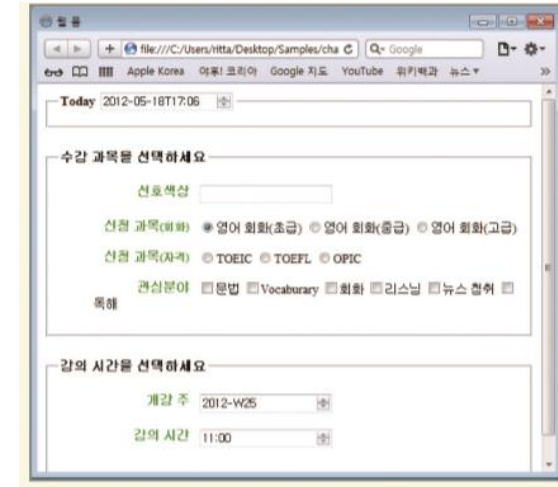 웹 폼
file:///C:/Users/ritta/Desktop/Samples/cha Google
Apple Korea 야후! 코리아 Google 지도 YouTube 위키백과 뉴스
Today 2012-05-18T17:06
수강 과목을 선택하세요
선호색상
신청 과목(회화) 영어 회화(초급) 영어 회화(중급) 영어 회화(고급)
신청 과목(자격) TOEIC TOEFL OPIC
관심분야 문법 Vocaburary 회화 리스닝 뉴스 청취
독해
강의 시간을 선택하세요
개강 주 2012-W25
강의 시간 11:00